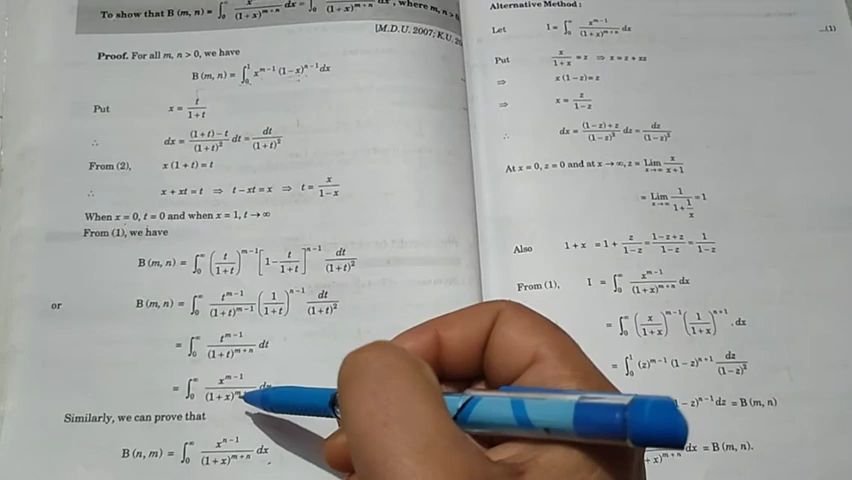 To show that B (m, n) = ∫₀^∞ x / (1+x)^(m+n) dx = ∫₀ / (1+x)^(m+n) dx, where m, n > 0
[M.D.U. 2007; K.U. 20
Proof. For all m, n > 0, we have
B (m, n) = ∫₀¹ x^(m−1) (1−x)^(n−1) dx
Put x = t/(1+t)
∴ dx = ((1+t) − t)/(1+t)² dt = dt/(1+t)²
From (2), x (1 + t) = t
∴ x + xt = t ⇒ t − xt = x ⇒ t = x/(1−x)
When x = 0, t = 0 and when x = 1, t → ∞
From (1), we have
B (m, n) = ∫₀^∞ (t/(1+t))^(m−1) [1 − t/(1+t)]^(n−1) dt/(1+t)²
or B (m, n) = ∫₀^∞ t^(m−1)/(1+t)^(m−1) (1/(1+t))^(n−1) dt/(1+t)²
= ∫₀^∞ t^(m−1)/(1+t)^(m+n) dt
= ∫₀^∞ x^(m−1)/(1+x)^m
Similarly, we can prove that
B (n, m) = ∫₀^∞ x^(n−1)/(1+x)^(m+n) dx
Alternative Method :
Let I = ∫₀^∞ x^(m−1)/(1+x)^(m+n) dx ...(1)
Put x/(1+x) = z ⇒ x = z + xz
⇒ x (1 − z) = z
⇒ x = z/(1−z)
∴ dx = ((1−z)+z)/(1−z)² dz = dz/(1−z)²
At x = 0, z = 0 and at x → ∞, z = Lim x→∞ x/(x+1)
= Lim x→∞ 1/(1+1/x) = 1
Also 1 + x = 1 + z/(1−z) = (1−z+z)/(1−z) = 1/(1−z)
From (1), I = ∫₀^∞ x^(m−1)/(1+x)^(m+n) dx
= ∫₀^∞ (x/(1+x))^(m−1) (1/(1+x))^(n+1) . dx
= ∫₀¹ (z)^(m−1) (1 − z)^(n+1) dz/(1−z)²
− z)^(n−1) dz = B (m, n)
+ x)^(m+n) dx = B (m, n).